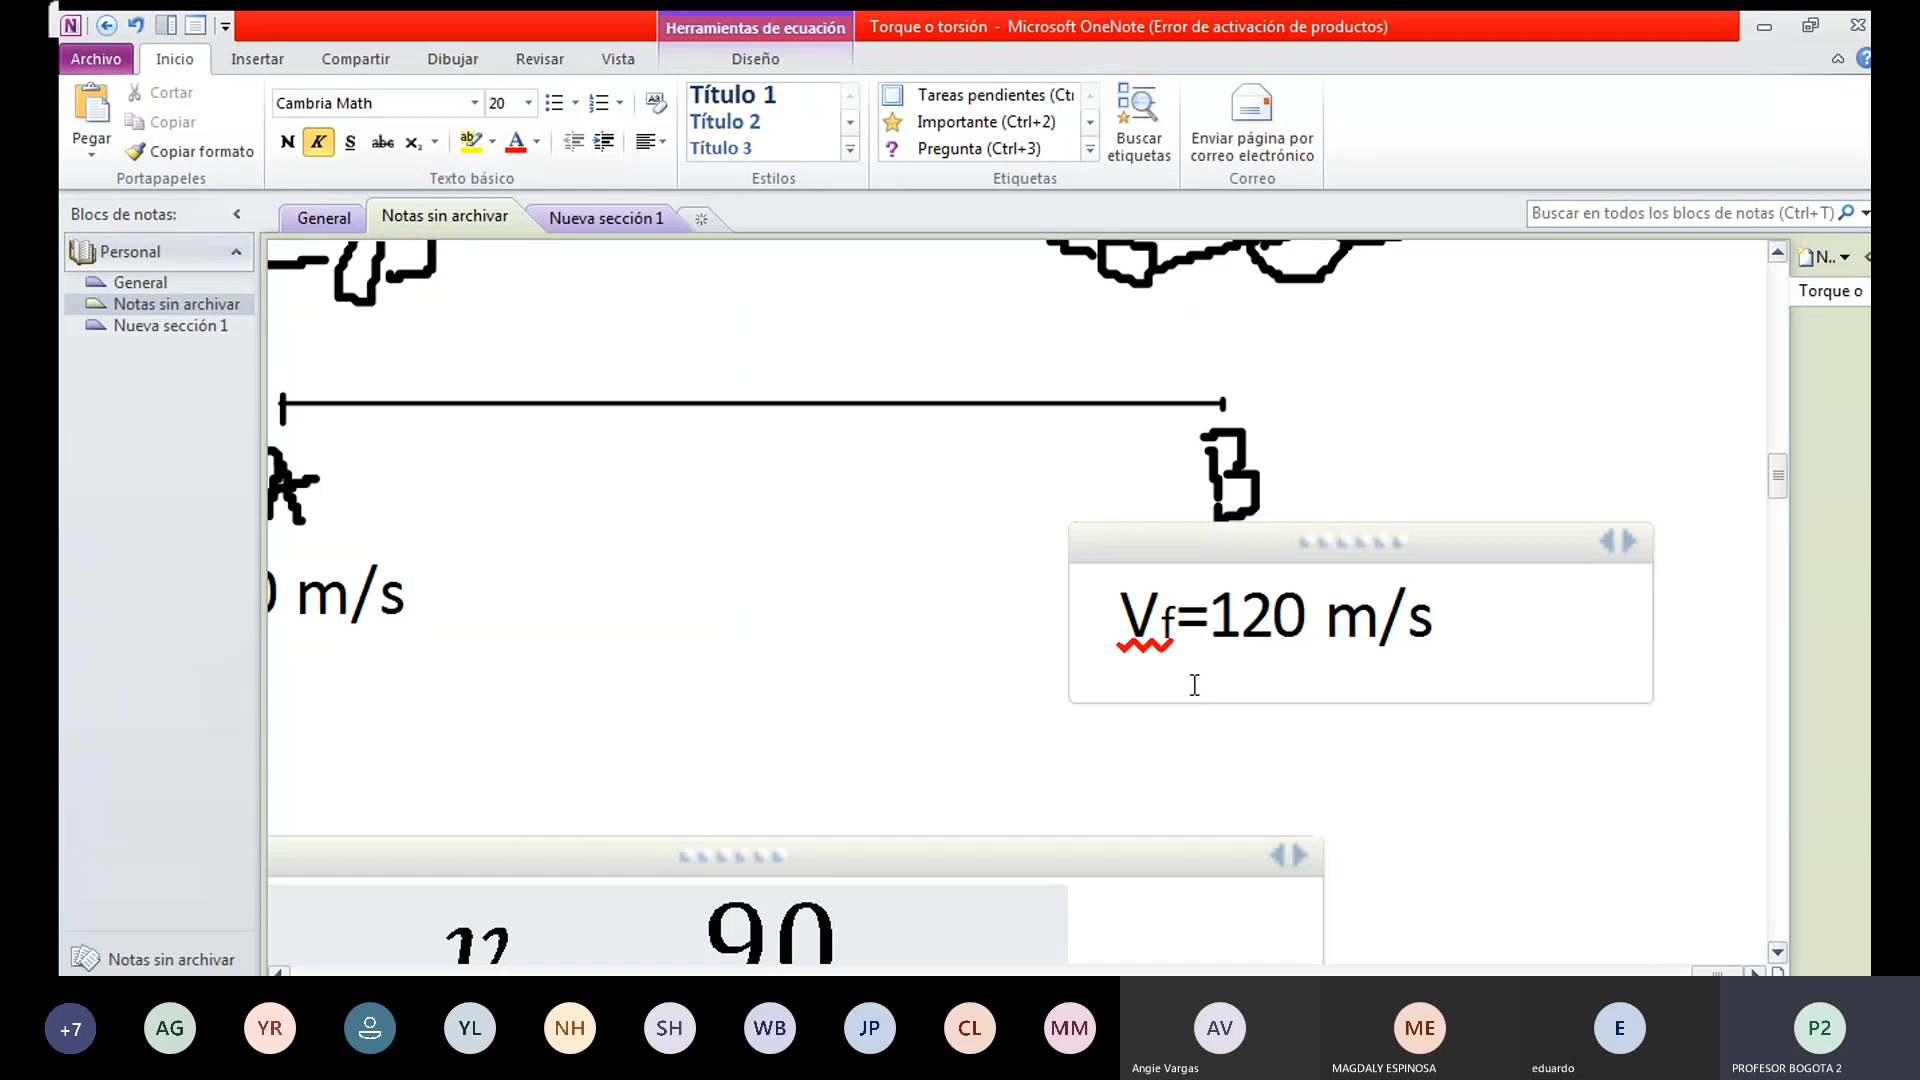 Herramientas de ecuación
Torque o torsión - Microsoft OneNote (Error de activación de productos)
Archivo Inicio Insertar Compartir Dibujar Revisar Vista Diseño
Pegar
Cortar
Copiar
Copiar formato
Portapapeles
Cambria Math 20
N K S abc x₂ ab A
Texto básico
Título 1
Título 2
Título 3
Estilos
Tareas pendientes (Ctr
Importante (Ctrl+2)
Pregunta (Ctrl+3)
Etiquetas
Buscar
etiquetas
Enviar página por
correo electrónico
Correo
Blocs de notas:
General Notas sin archivar Nueva sección 1
Buscar en todos los blocs de notas (Ctrl+T)
Personal
General
Notas sin archivar
Nueva sección 1
N..
Torque o
A
B
m/s
Vf=120 m/s
90
Notas sin archivar
+7 AG YR YL NH SH WB JP CL MM AV ME E P2
Angie Vargas MAGDALY ESPINOSA eduardo PROFESOR BOGOTA 2